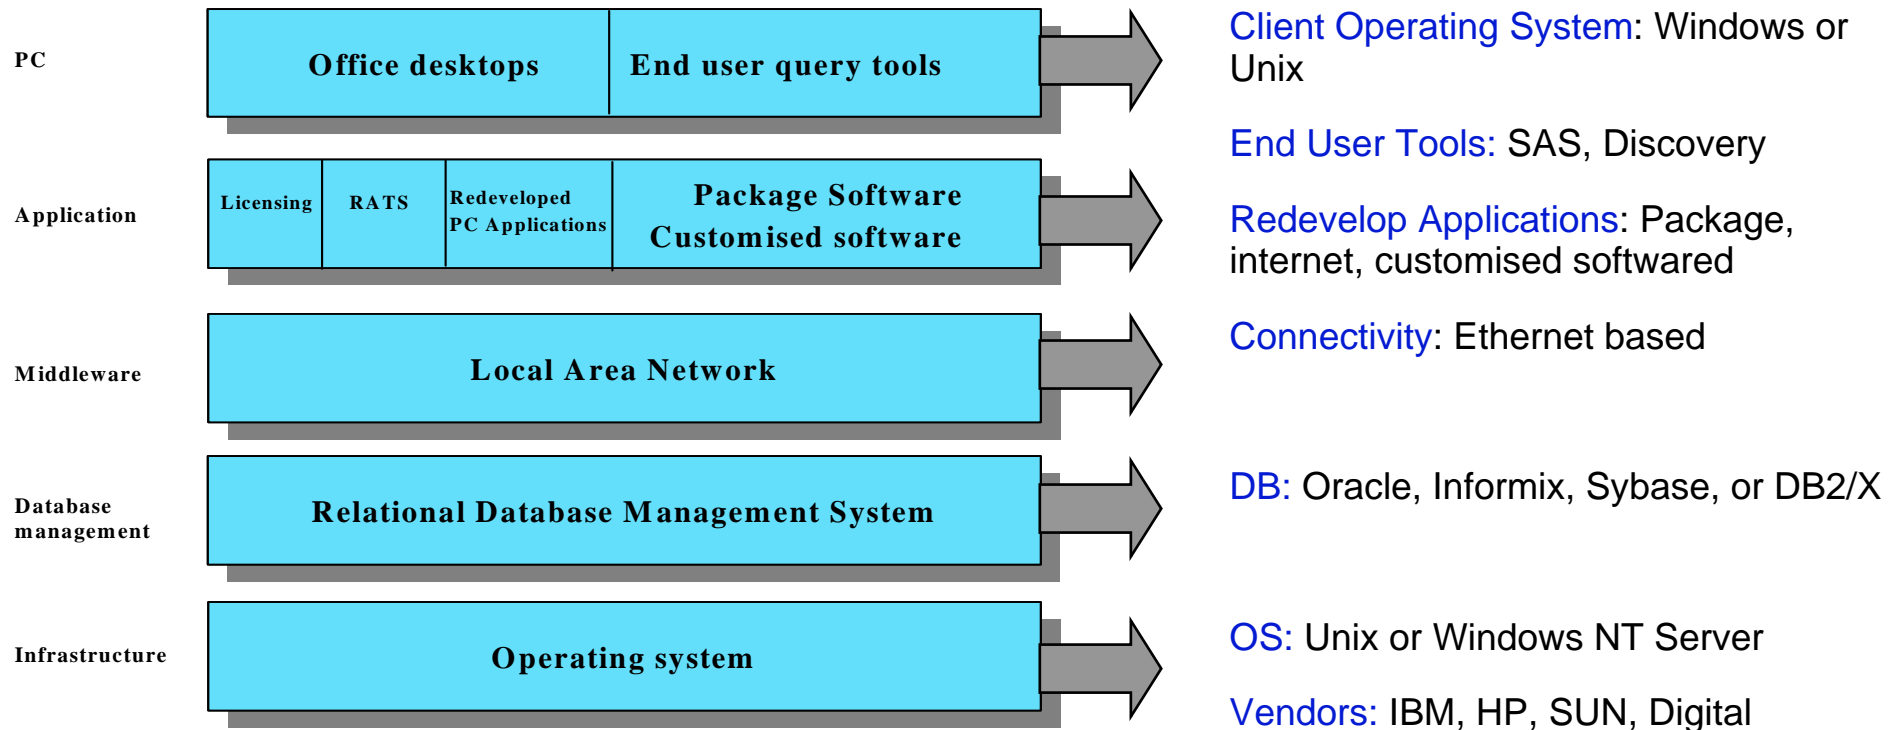 PC
Office desktops
End user query tools
Client Operating System: Windows or
Unix
End User Tools: SAS, Discovery
Application
Licensing
RATS
Redeveloped
PC Applications
Package Software
Customised software
Redevelop Applications: Package,
internet, customised softwared
Middleware
Local Area Network
Connectivity: Ethernet based
Database
management
Relational Database Management System
DB: Oracle, Informix, Sybase, or DB2/X
Infrastructure
Operating system
OS: Unix or Windows NT Server
Vendors: IBM, HP, SUN, Digital